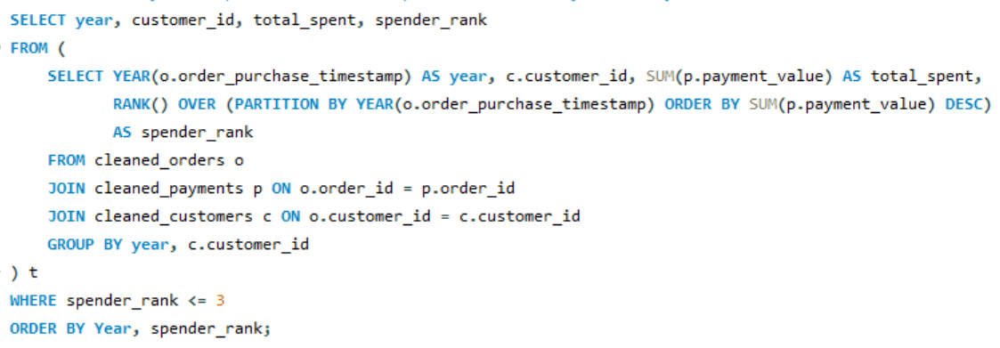 SELECT year, customer_id, total_spent, spender_rank
FROM (
SELECT YEAR(o.order_purchase_timestamp) AS year, c.customer_id, SUM(p.payment_value) AS total_spent,
RANK() OVER (PARTITION BY YEAR(o.order_purchase_timestamp) ORDER BY SUM(p.payment_value) DESC)
AS spender_rank
FROM cleaned_orders o
JOIN cleaned_payments p ON o.order_id = p.order_id
JOIN cleaned_customers c ON o.customer_id = c.customer_id
GROUP BY year, c.customer_id
) t
WHERE spender_rank <= 3
ORDER BY Year, spender_rank;